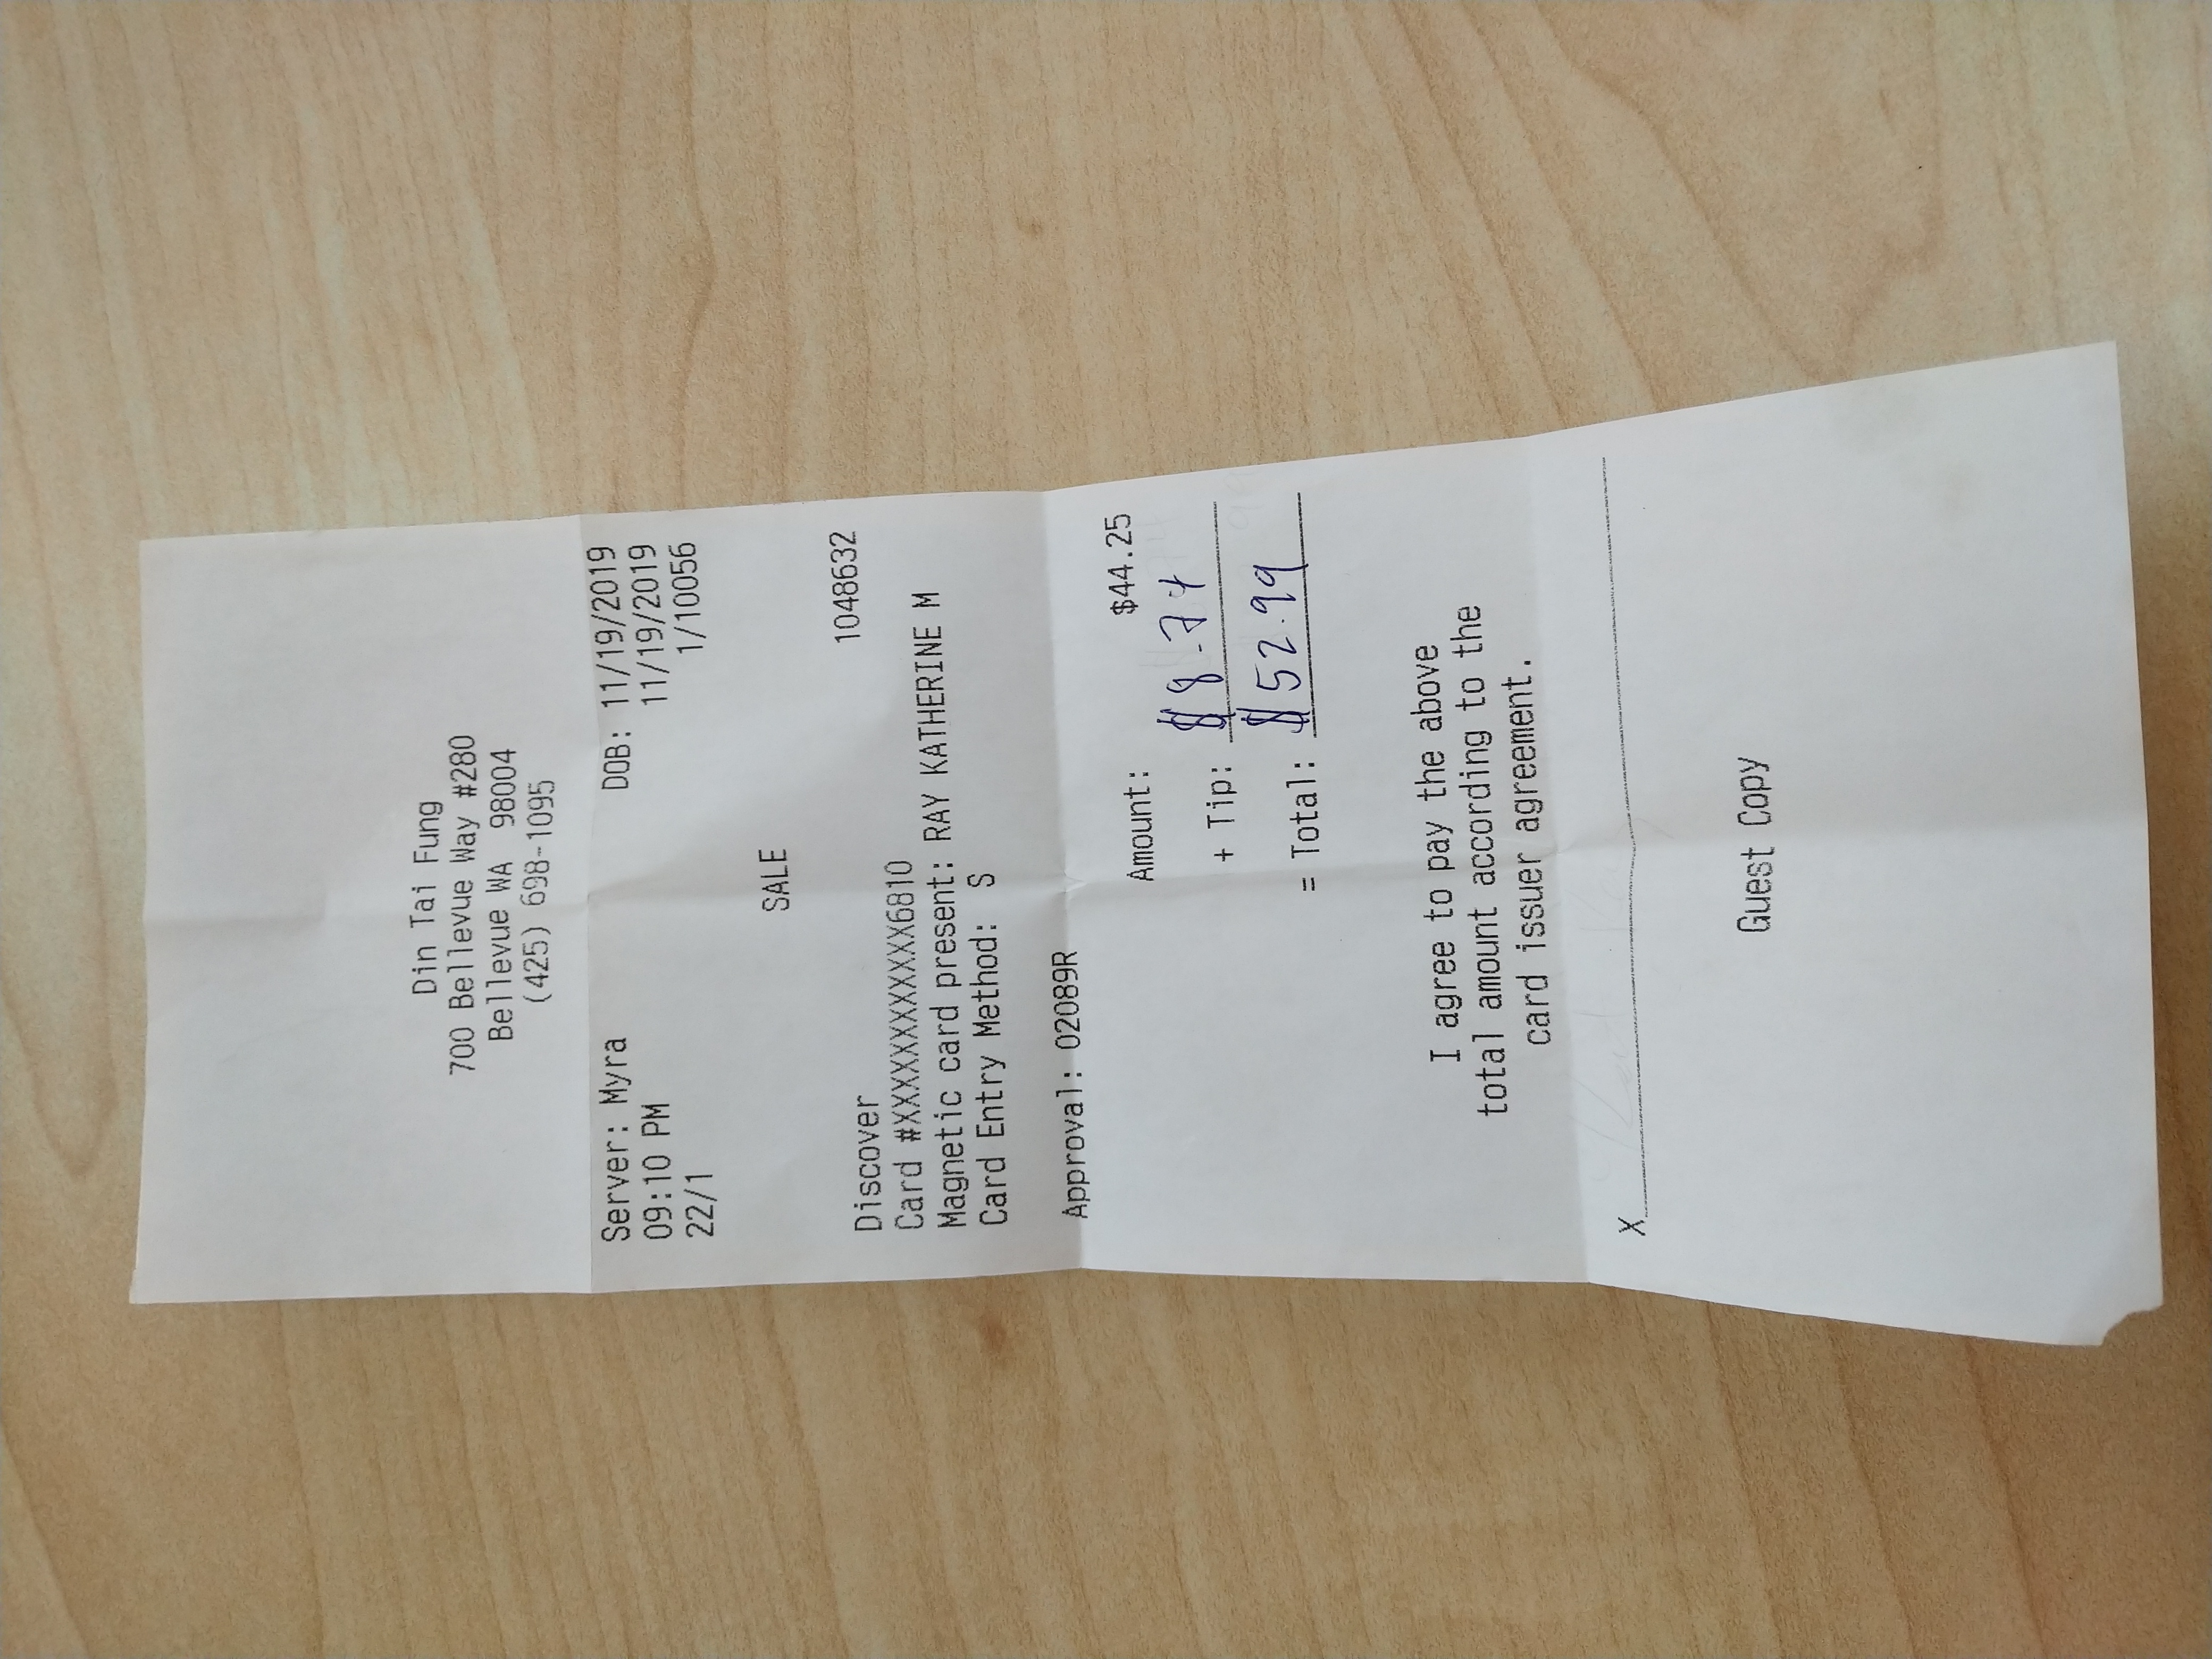 Din Tai Fung
700 Bellevue Way #280
Bellevue WA 98004
(425) 698-1095
Server: Myra DOB: 11/19/2019
09:10 PM 11/19/2019
22/1 1/10056
SALE
Discover 1048632
Card #XXXXXXXXXXXX6810
Magnetic card present: RAY KATHERINE M
Card Entry Method: S
Approval: 02089R
Amount: $44.25
+ Tip: $8.74
= Total: $52.99
I agree to pay the above
total amount according to the
card issuer agreement.
X
Guest Copy